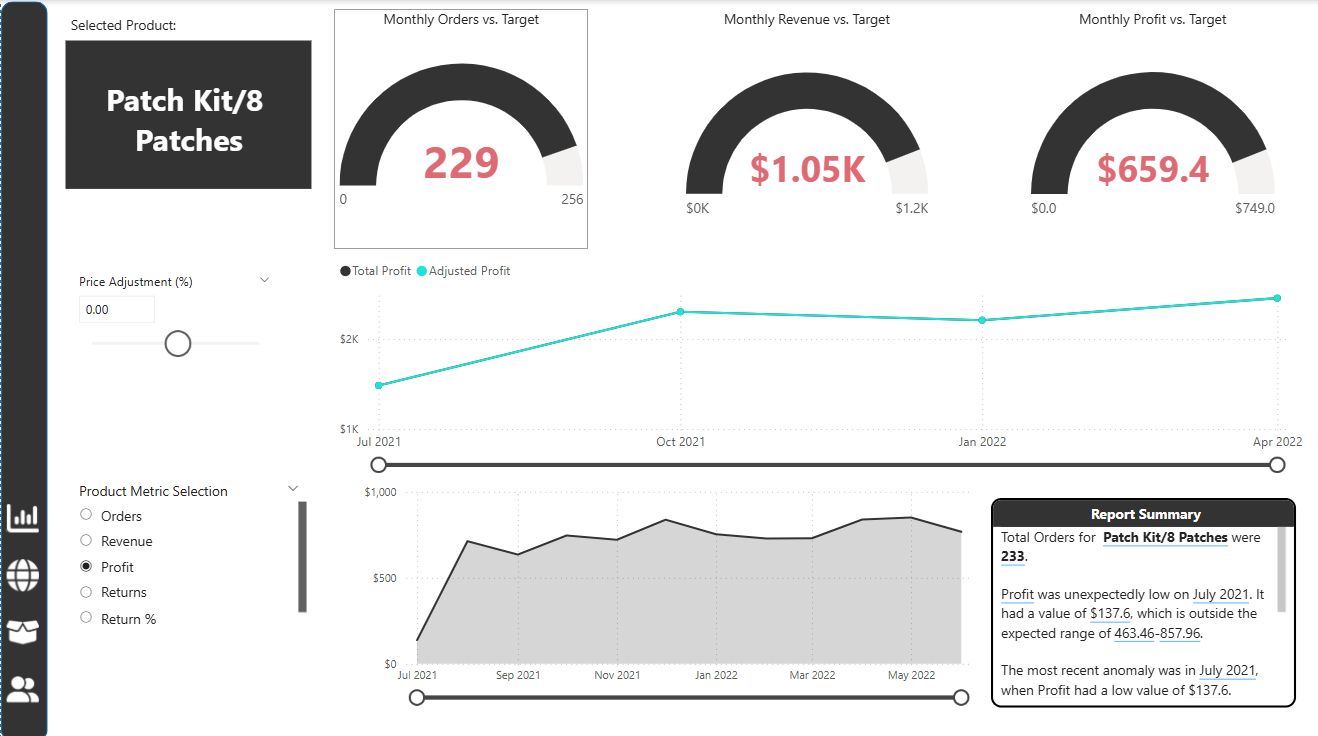 Selected Product:
Patch Kit/8
Patches
Monthly Orders vs. Target
229
0
256
Monthly Revenue vs. Target
$1.05K
$0K
$1.2K
Monthly Profit vs. Target
$659.4
$0.0
$749.0
Price Adjustment (%)
0.00
Total Profit Adjusted Profit
$2K
$1K
Jul 2021 Oct 2021 Jan 2022 Apr 2022
Product Metric Selection
Orders
Revenue
Profit
Returns
Return %
$1,000
$500
$0
Jul 2021 Sep 2021 Nov 2021 Jan 2022 Mar 2022 May 2022
Report Summary
Total Orders for Patch Kit/8 Patches were
233.
Profit was unexpectedly low on July 2021. It
had a value of $137.6, which is outside the
expected range of 463.46-857.96.
The most recent anomaly was in July 2021,
when Profit had a low value of $137.6.